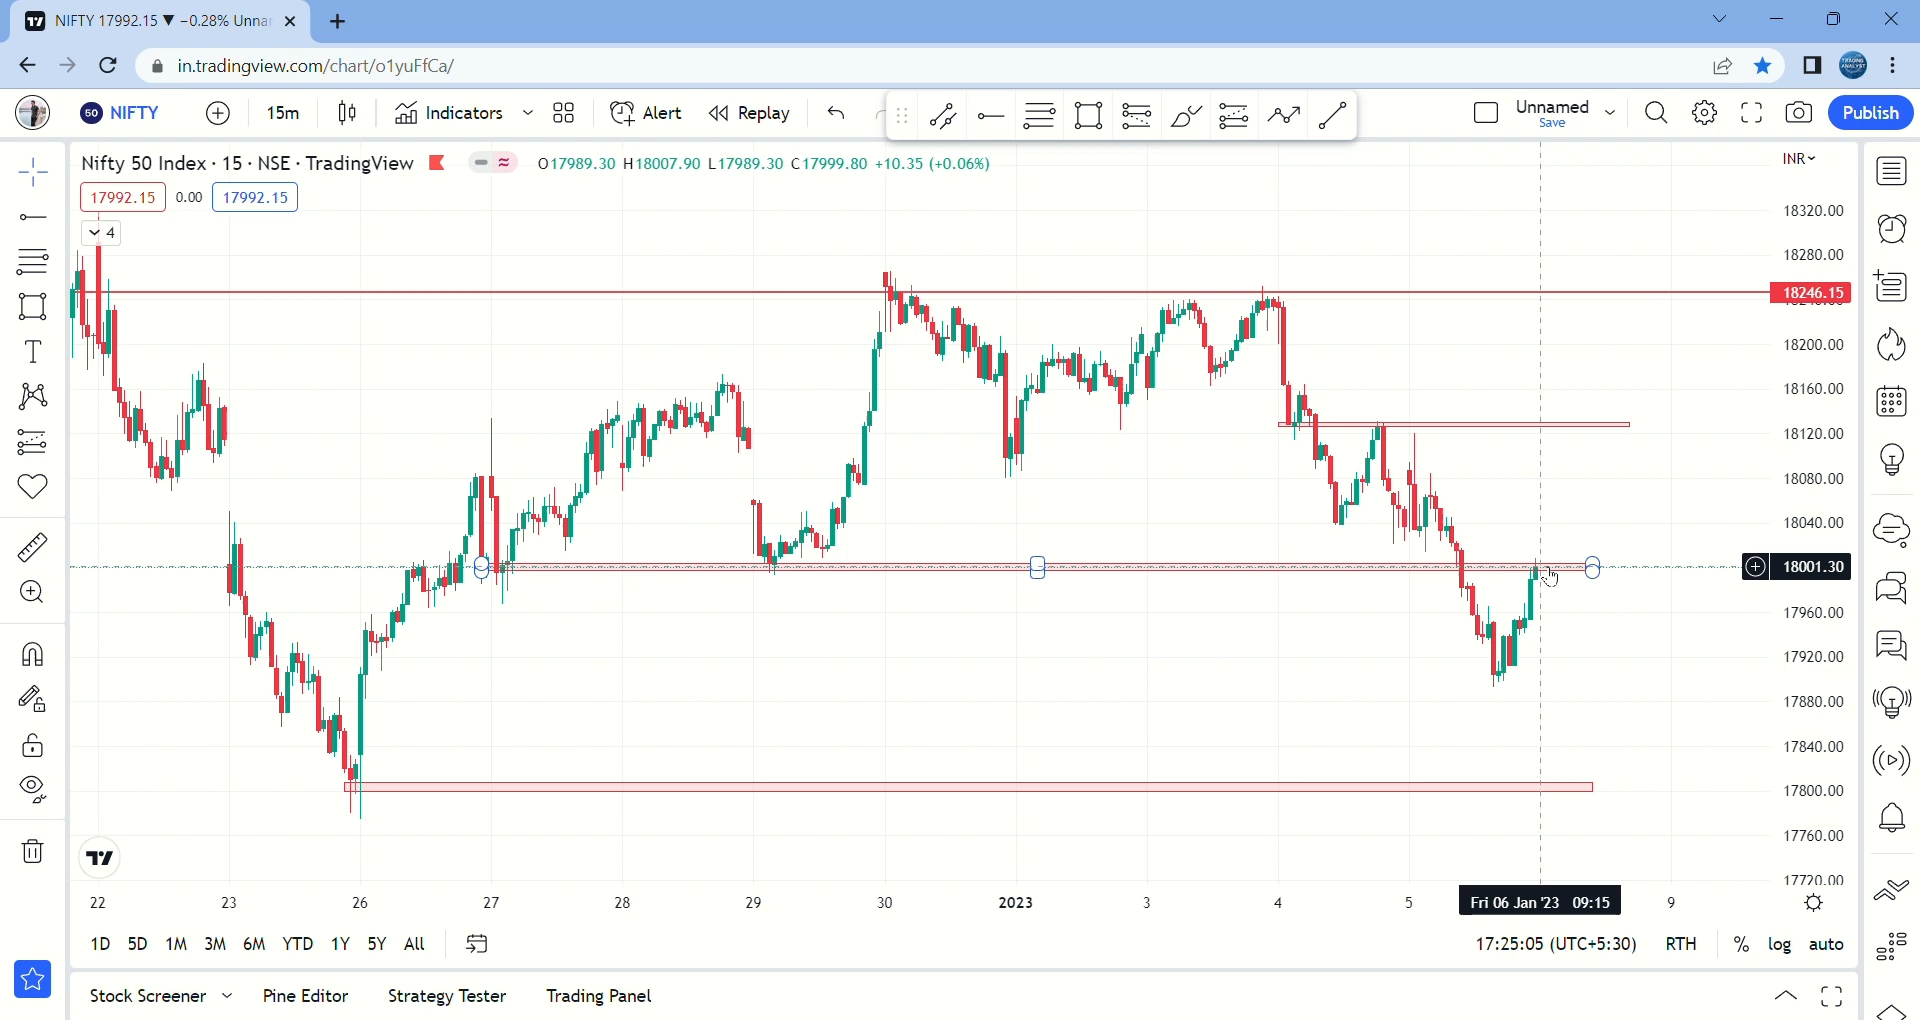 NIFTY 17992.15 ▼ −0.28% Unnar
in.tradingview.com/chart/o1yuFfCa/
TRADING ANALYST
50 NIFTY 15m Indicators Alert Replay Unnamed Save Publish
Nifty 50 Index · 15 · NSE · TradingView O17989.30 H18007.90 L17989.30 C17999.80 +10.35 (+0.06%) INR
17992.15 0.00 17992.15
4
18320.00
18280.00
18246.15
18200.00
18160.00
18120.00
18080.00
18040.00
18001.30
17960.00
17920.00
17880.00
17840.00
17800.00
17760.00
17720.00
22 23 26 27 28 29 30 2023 3 4 5 Fri 06 Jan '23 09:15 9
1D 5D 1M 3M 6M YTD 1Y 5Y All 17:25:05 (UTC+5:30) RTH % log auto
Stock Screener Pine Editor Strategy Tester Trading Panel